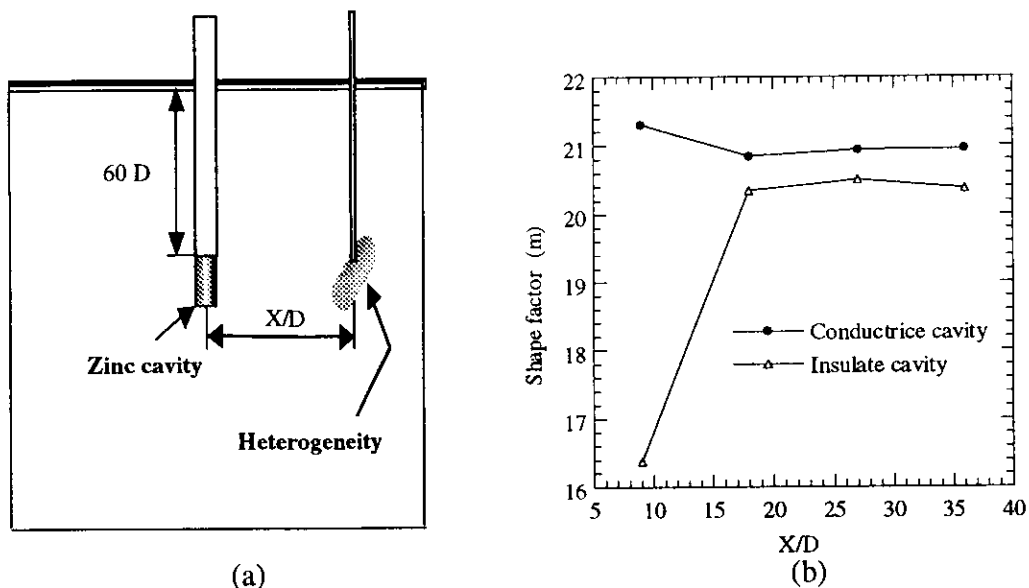 60 D
X/D
Zinc cavity
Heterogeneity
(a)
22
21
20
19
18
17
16
Shape factor (m)
Conductrice cavity
Insulate cavity
5 10 15 20 25 30 35 40
X/D
(b)